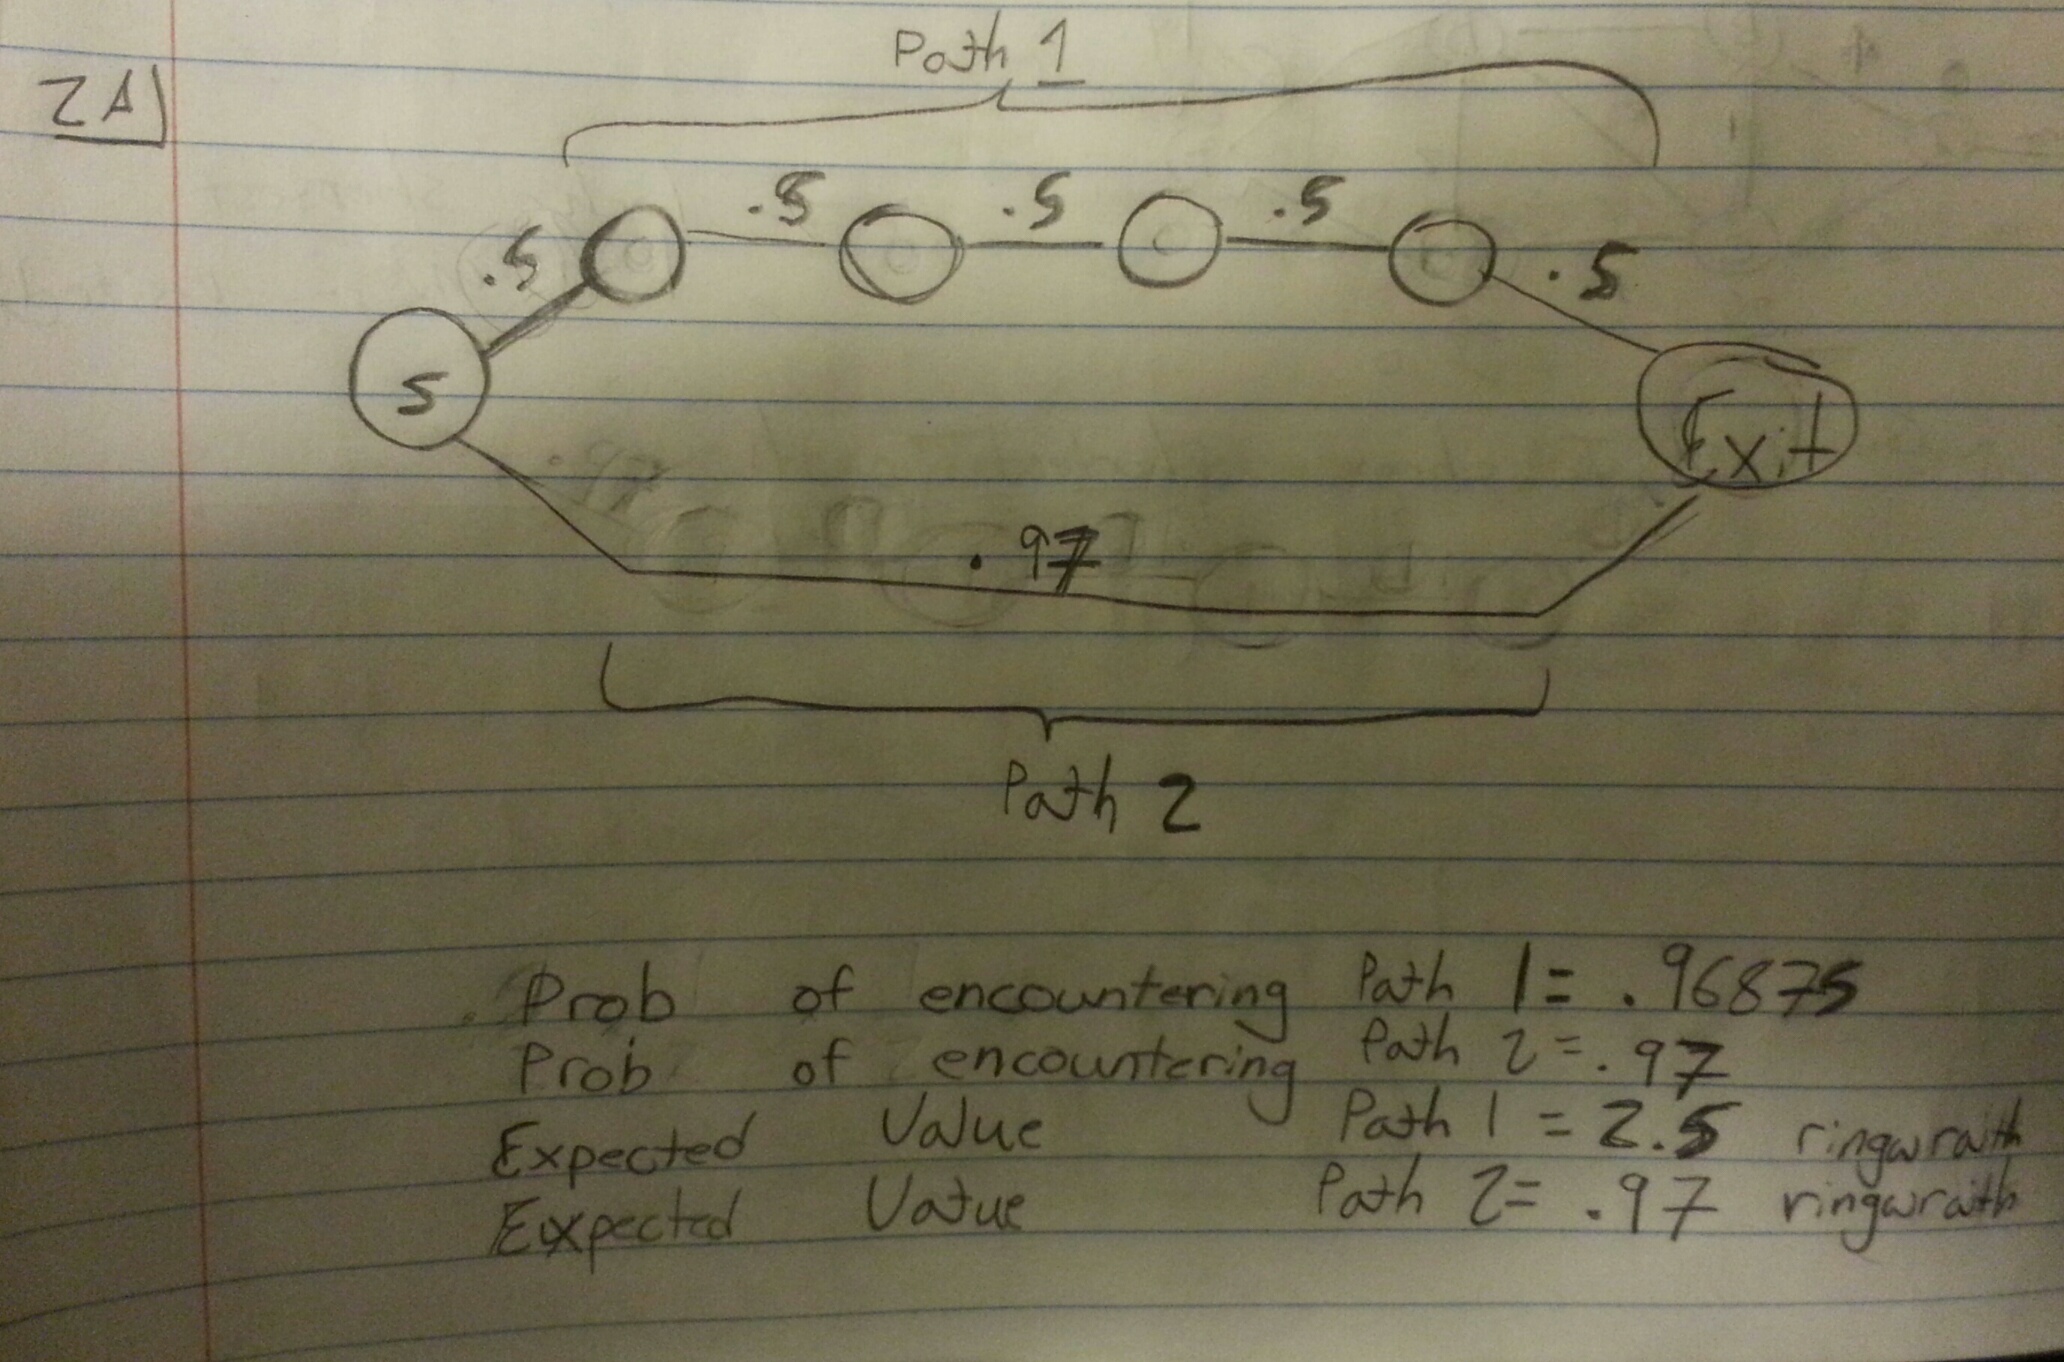 Path 1
2A)
.5 .5 .5
.5 .5
S
Exit
.97
Path 2
Prob of encountering Path 1 = .96875
Prob of encountering Path 2 = .97
Expected Value Path 1 = 2.5 ringwraith
Expected Value Path 2 = .97 ringwraith